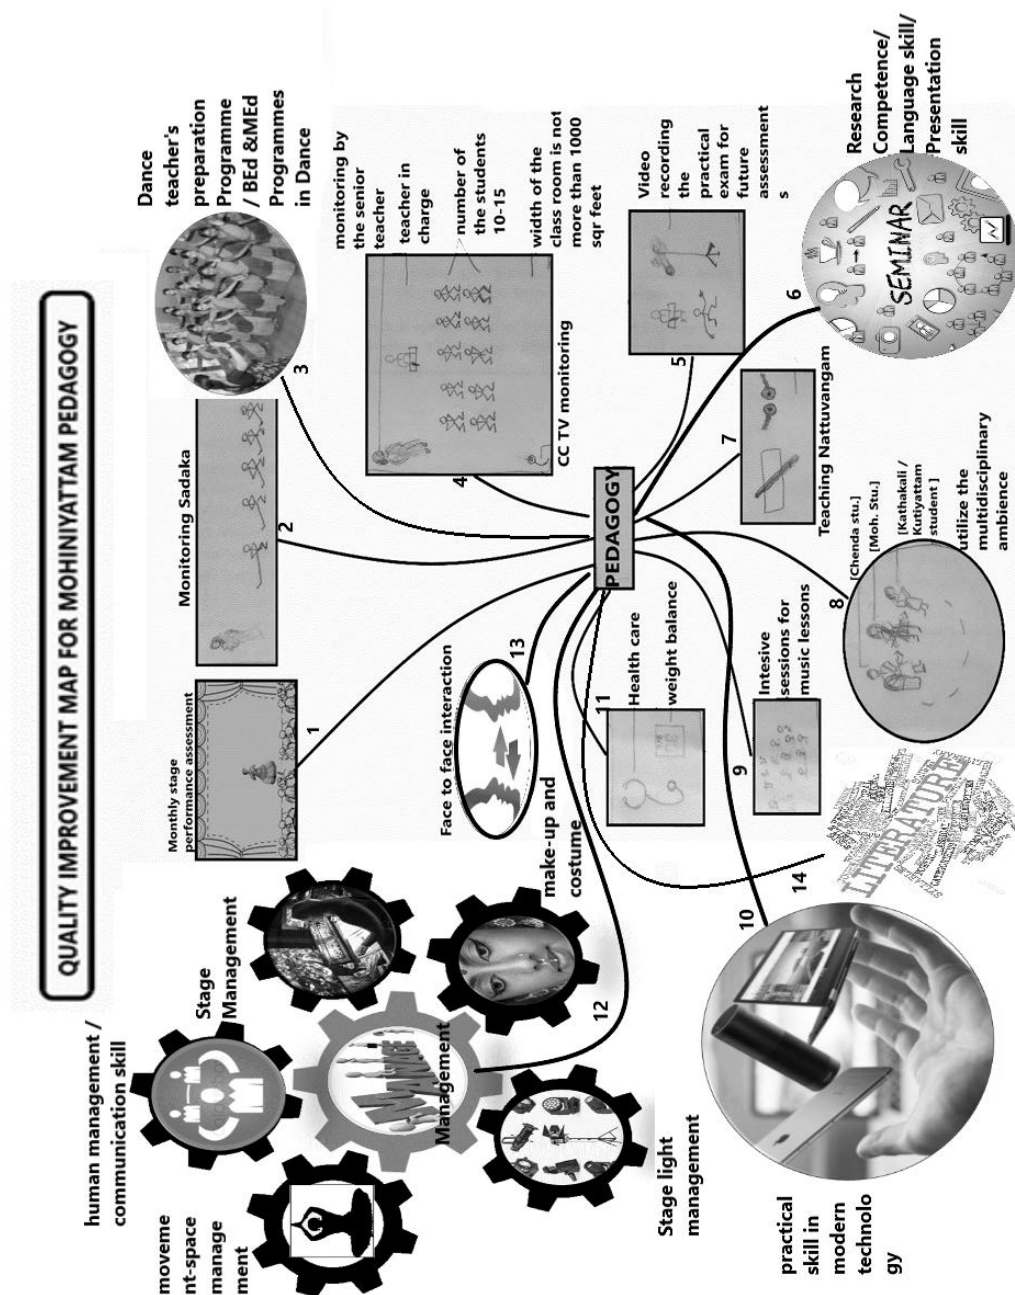 QUALITY IMPROVEMENT MAP FOR MOHINIYATTAM PEDAGOGY
PEDAGOGY
Monthly stage
performance assessment
1
Monitoring Sadaka
2
Dance
teacher's
preparation
Programme
/ BEd &MEd
Programmes
in Dance
3
monitoring by
the senior
teacher
teacher in
charge
number of
the students
10-15
width of the
class room is not
more than 1000
sqr feet
CC TV monitoring
4
Video
recording
the
practical
exam for
future
assessment
s
5
Research
Competence/
Language skill/
Presentation
skill
SEMINAR
6
Teaching Nattuvangam
7
[Chenda stu.]
[Moh. Stu.]
[Kathakali /
Kutiyattam
student ]
utilize the
multidisciplinary
ambience
8
Intesive
sessions for
music lessons
9
practical
skill in
modern
technolo
gy
10
Health care
weight balance
11
human management /
communication skill
Stage
Management
make-up and
costume
MANAGE
Management
Stage light
management
moveme
nt-space
manage
ment
12
Face to face interaction
13
LITERATURE
14